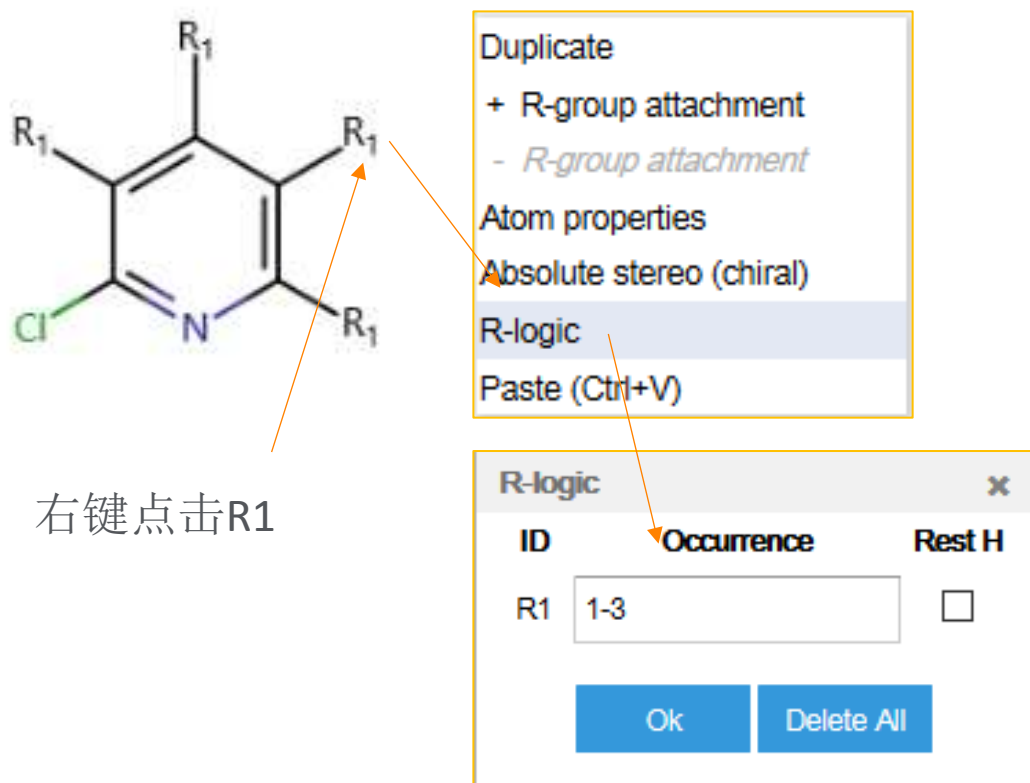 R1
R1
R1
Cl
N
R1
右键点击R1
Duplicate
+ R-group attachment
- R-group attachment
Atom properties
Absolute stereo (chiral)
R-logic
Paste (Ctrl+V)
R-logic ×
ID Occurrence Rest H
R1 1-3
Ok Delete All